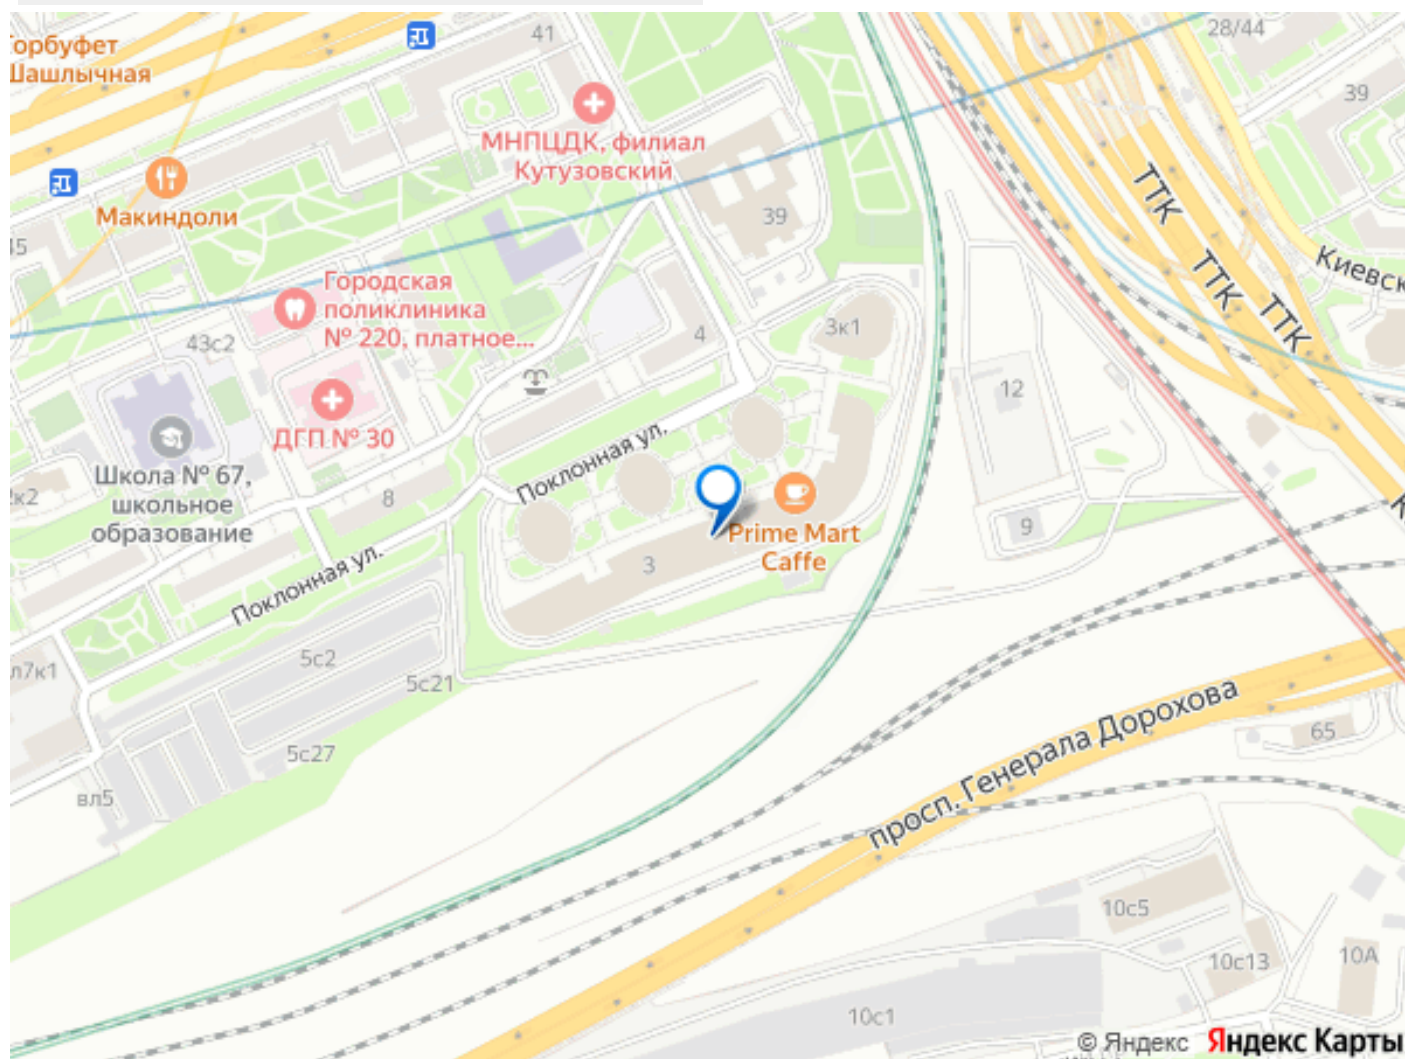 орбуфет
Шашлычная
41
28/44
39
МНПЦДК, филиал
Кутузовский
ТТК
Макиндоли
39
45
ТТК
Киевск
Городская
поликлиника
№ 220, платное...
ТТК
43с2
4
3к1
12
ДГП № 30
Поклонная ул.
Школа № 67,
школьное
образование
2к2
8
9
Prime Mart
Caffe
3
Поклонная ул.
5с2
5с21
л7к1
просп. Генерала Дорохова
65
5с27
вл5
10с5
10с13
10А
10с1
© Яндекс Яндекс Карты